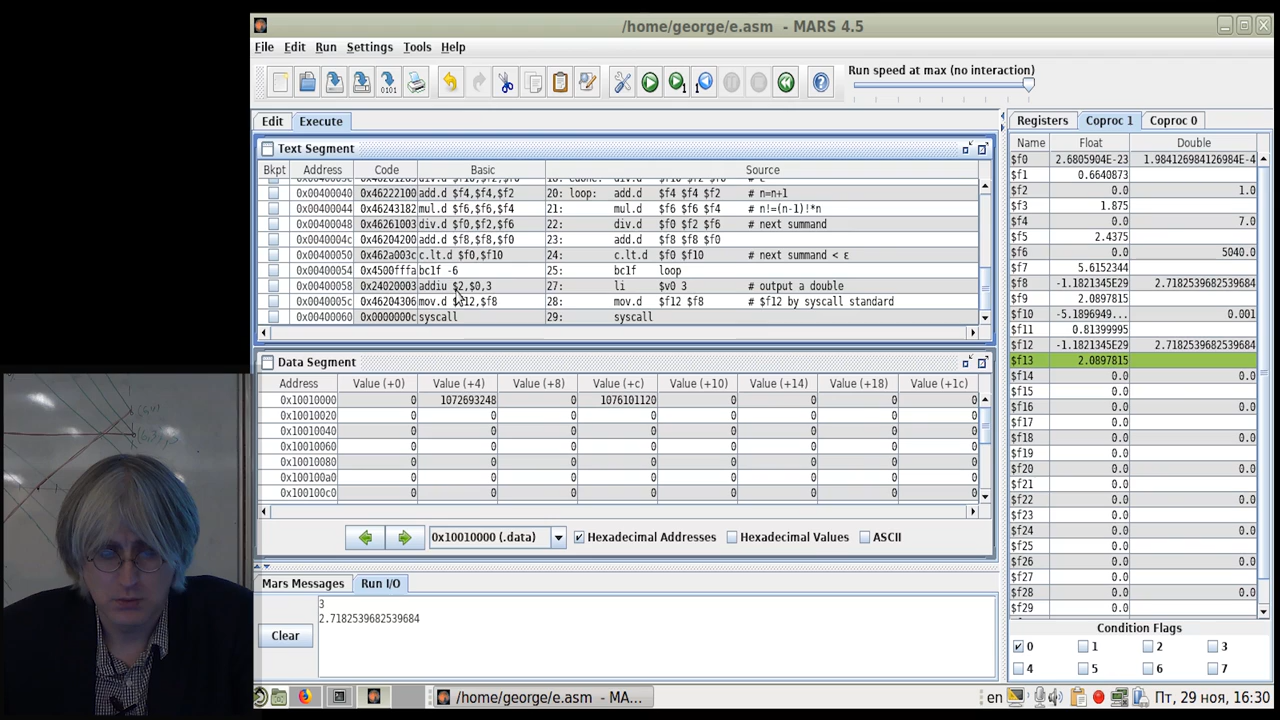 /home/george/e.asm - MARS 4.5
File Edit Run Settings Tools Help
Run speed at max (no interaction)
Edit Execute
Text Segment
Bkpt Address Code Basic Source
0x00400040 0x46222100 add.d $f4,$f4,$f2 20: loop: add.d $f4 $f4 $f2 # n=n+1
0x00400044 0x46243182 mul.d $f6,$f6,$f4 21: mul.d $f6 $f6 $f4 # n!=(n-1)!*n
0x00400048 0x46261003 div.d $f0,$f2,$f6 22: div.d $f0 $f2 $f6 # next summand
0x0040004c 0x46204200 add.d $f8,$f8,$f0 23: add.d $f8 $f8 $f0
0x00400050 0x462a003c c.lt.d $f0,$f10 24: c.lt.d $f0 $f10 # next summand < ε
0x00400054 0x4500fffa bc1f -6 25: bc1f loop
0x00400058 0x24020003 addiu $2,$0,3 27: li $v0 3 # output a double
0x0040005c 0x46204306 mov.d $f12,$f8 28: mov.d $f12 $f8 # $f12 by syscall standard
0x00400060 0x0000000c syscall 29: syscall
Data Segment
Address Value (+0) Value (+4) Value (+8) Value (+c) Value (+10) Value (+14) Value (+18) Value (+1c)
0x10010000 0 1072693248 0 1076101120 0 0 0 0
0x10010020 0 0 0 0 0 0 0 0
0x10010040 0 0 0 0 0 0 0 0
0x10010060 0 0 0 0 0 0 0 0
0x10010080 0 0 0 0 0 0 0 0
0x100100a0 0 0 0 0 0 0 0 0
0x100100c0 0 0 0 0 0 0 0 0
0x10010000 (.data) Hexadecimal Addresses Hexadecimal Values ASCII
Mars Messages Run I/O
3
2.7182539682539684
Clear
Registers Coproc 1 Coproc 0
Name Float Double
$f0 2.6805904E-23 1.984126984126984E-4
$f1 0.6640873
$f2 0.0 1.0
$f3 1.875
$f4 0.0 7.0
$f5 2.4375
$f6 0.0 5040.0
$f7 5.6152344
$f8 -1.1821345E29 2.7182539682539684
$f9 2.0897815
$f10 -5.1896949... 0.001
$f11 0.81399995
$f12 -1.1821345E29 2.7182539682539684
$f13 2.0897815
$f14 0.0 0.0
$f15 0.0
$f16 0.0 0.0
$f17 0.0
$f18 0.0 0.0
$f19 0.0
$f20 0.0 0.0
$f21 0.0
$f22 0.0 0.0
$f23 0.0
$f24 0.0 0.0
$f25 0.0
$f26 0.0 0.0
$f27 0.0
$f28 0.0 0.0
$f29 0.0
Condition Flags
0 1 2 3
4 5 6 7
/home/george/e.asm - MA...
en Пт, 29 ноя, 16:30